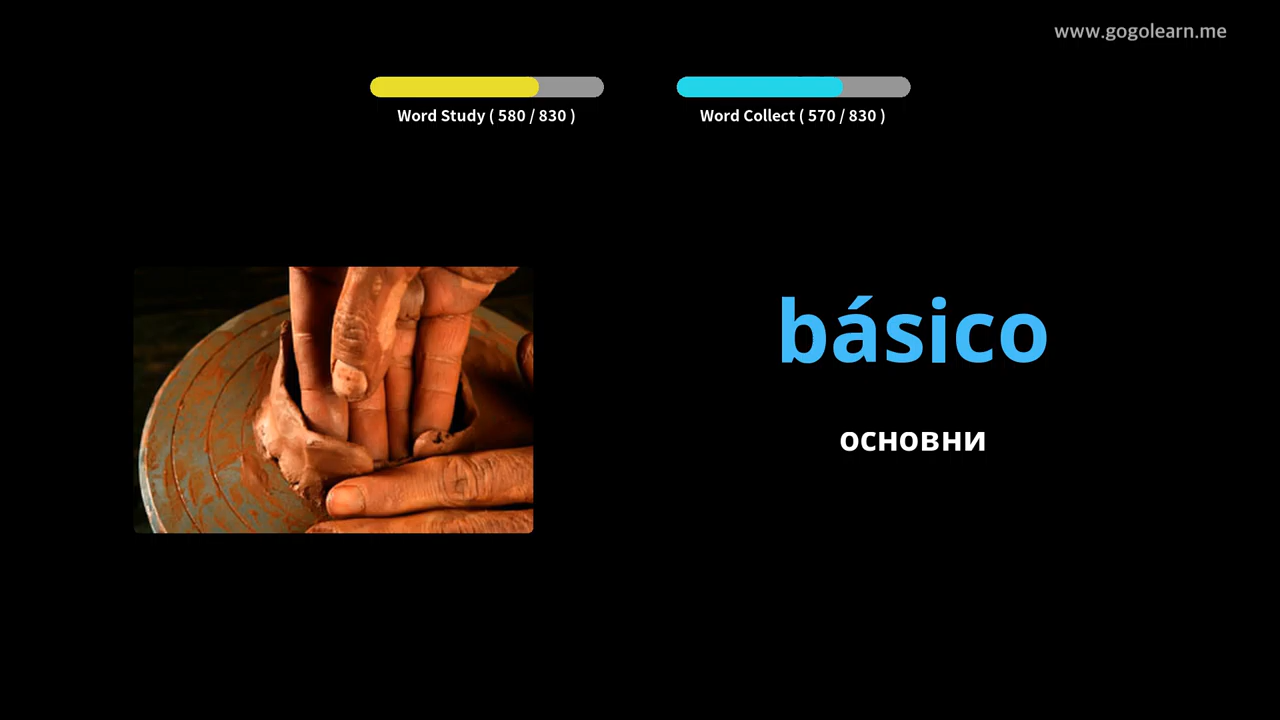 www.gogolearn.me
Word Study ( 580 / 830 )
Word Collect ( 570 / 830 )
básico
основни